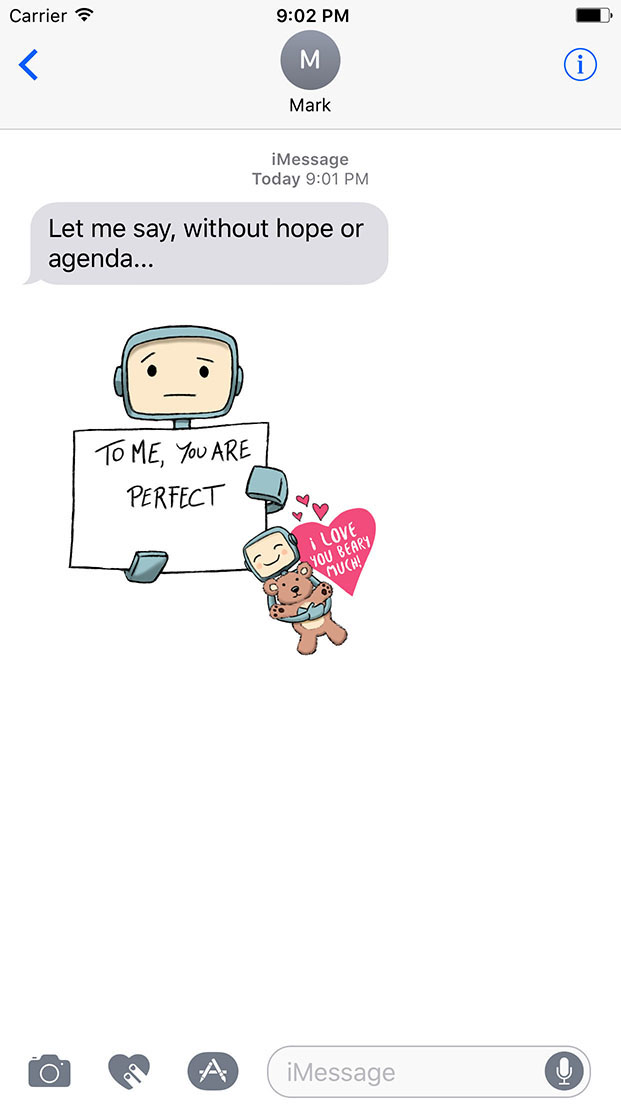 Carrier 9:02 PM
M
Mark
iMessage
Today 9:01 PM
Let me say, without hope or
agenda...
TO ME, YOU ARE
PERFECT
i LOVE
YOU BEARY
MUCH!
iMessage